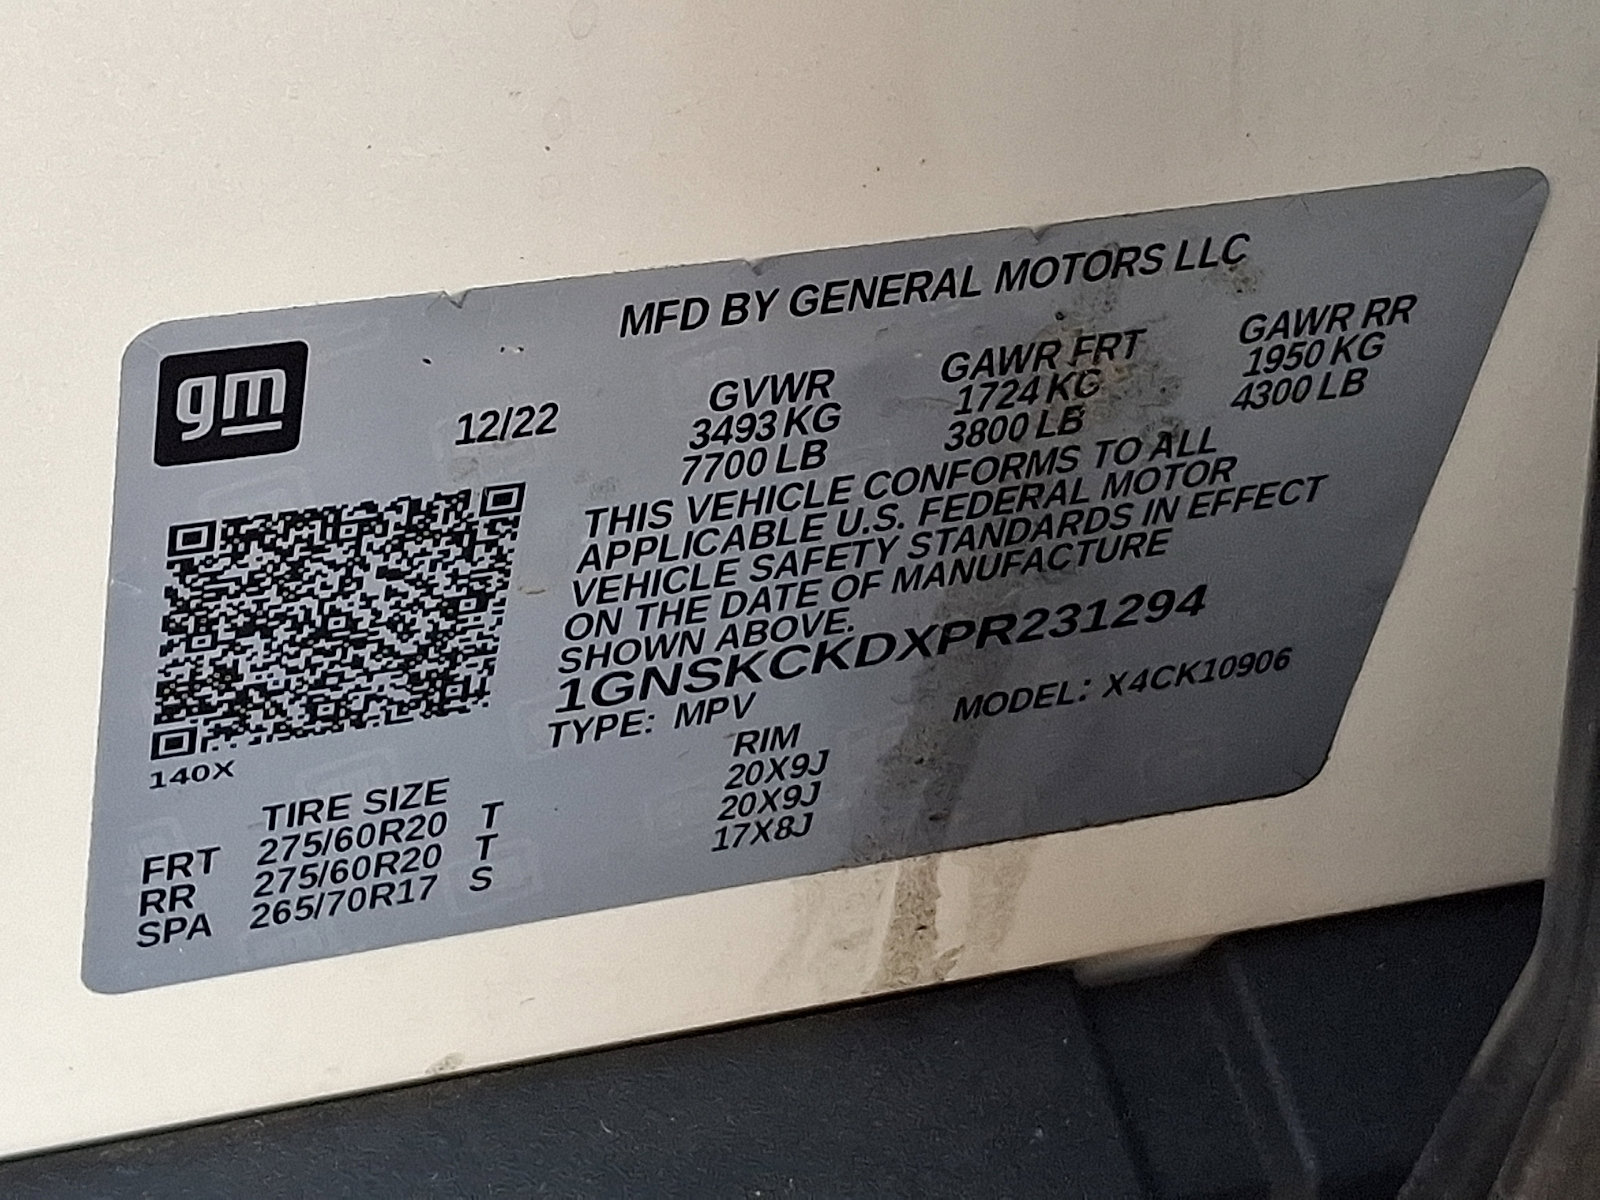 MFD BY GENERAL MOTORS LLC
gm
12/22
GVWR GAWR FRT GAWR RR
3493 KG 1724 KG 1950 KG
7700 LB 3800 LB 4300 LB
THIS VEHICLE CONFORMS TO ALL
APPLICABLE U.S. FEDERAL MOTOR
VEHICLE SAFETY STANDARDS IN EFFECT
ON THE DATE OF MANUFACTURE
SHOWN ABOVE.
1GNSKCKDXPR231294
TYPE: MPV MODEL: X4CK10906
140X
TIRE SIZE RIM
FRT 275/60R20 T 20X9J
RR 275/60R20 T 20X9J
SPA 265/70R17 S 17X8J